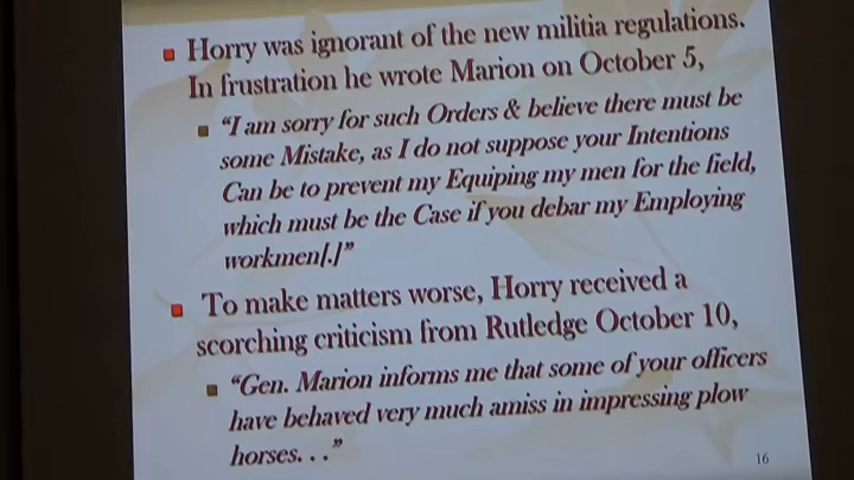 Horry was ignorant of the new militia regulations.
In frustration he wrote Marion on October 5,
“I am sorry for such Orders & believe there must be
some Mistake, as I do not suppose your Intentions
Can be to prevent my Equiping my men for the field,
which must be the Case if you debar my Employing
workmen[.]”
To make matters worse, Horry received a
scorching criticism from Rutledge October 10,
“Gen. Marion informs me that some of your officers
have behaved very much amiss in impressing plow
horses. . .”
16